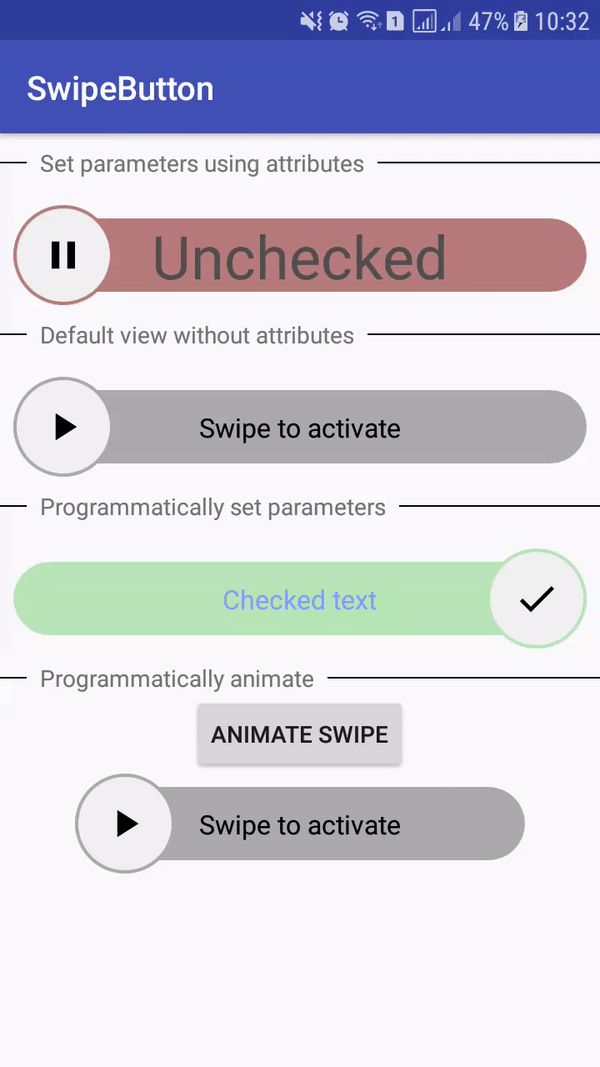 1 47% 10:32
SwipeButton
Set parameters using attributes
Unchecked
Default view without attributes
Swipe to activate
Programmatically set parameters
Checked text
Programmatically animate
ANIMATE SWIPE
Swipe to activate